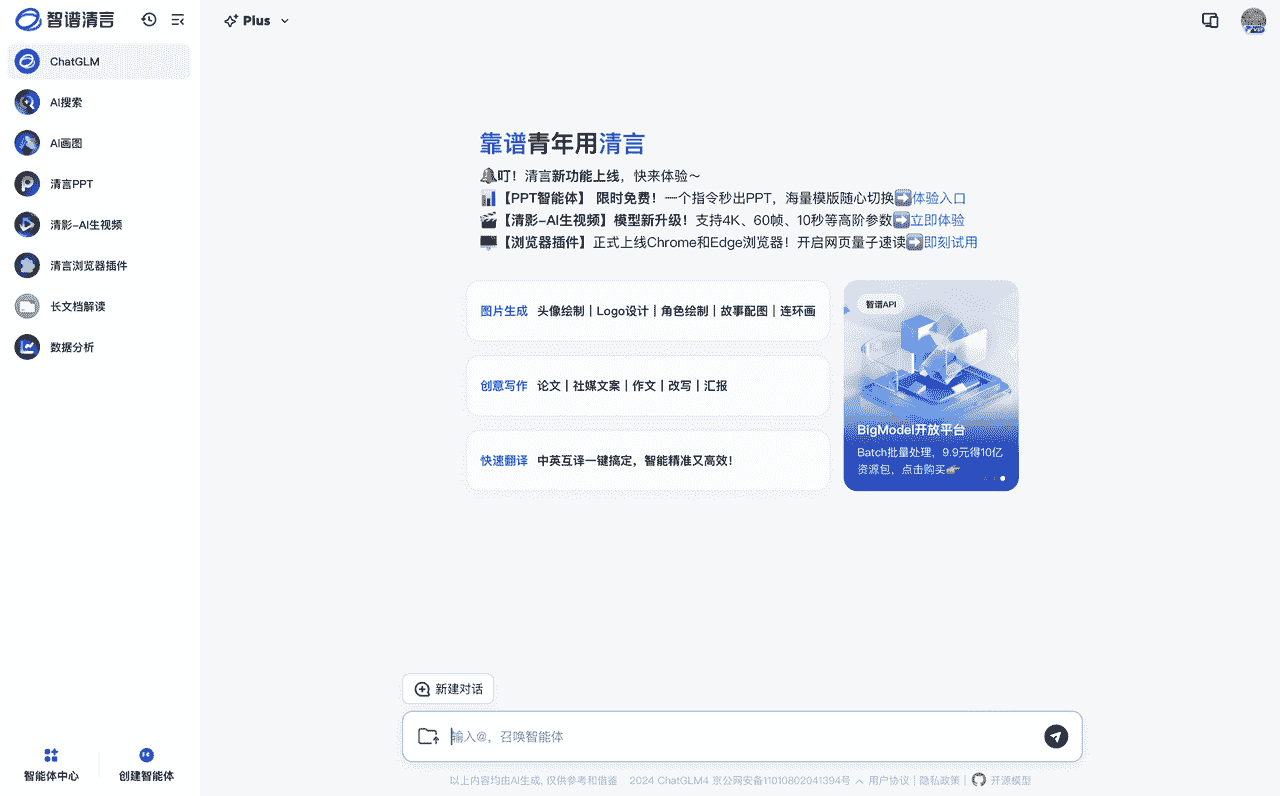 智谱清言
Plus
ChatGLM
AI搜索
AI画图
清言PPT
清影-AI生视频
清言浏览器插件
长文档解读
数据分析
智能体中心
创建智能体
靠谱青年用清言
叮！清言新功能上线，快来体验～
【PPT智能体】 限时免费！一个指令秒出PPT，海量模版随心切换➡️体验入口
【清影-AI生视频】模型新升级！支持4K、60帧、10秒等高阶参数➡️立即体验
【浏览器插件】正式上线Chrome和Edge浏览器！开启网页量子速读➡️即刻试用
图片生成 头像绘制｜Logo设计｜角色绘制｜故事配图｜连环画
创意写作 论文｜社媒文案｜作文｜改写｜汇报
快速翻译 中英互译一键搞定，智能精准又高效！
智谱API
BigModel开放平台
Batch批量处理，9.9元得10亿
资源包，点击购买
新建对话
输入@，召唤智能体
以上内容均由AI生成, 仅供参考和借鉴 2024 ChatGLM4 京公网安备11010802041394号 用户协议｜隐私政策｜ 开源模型